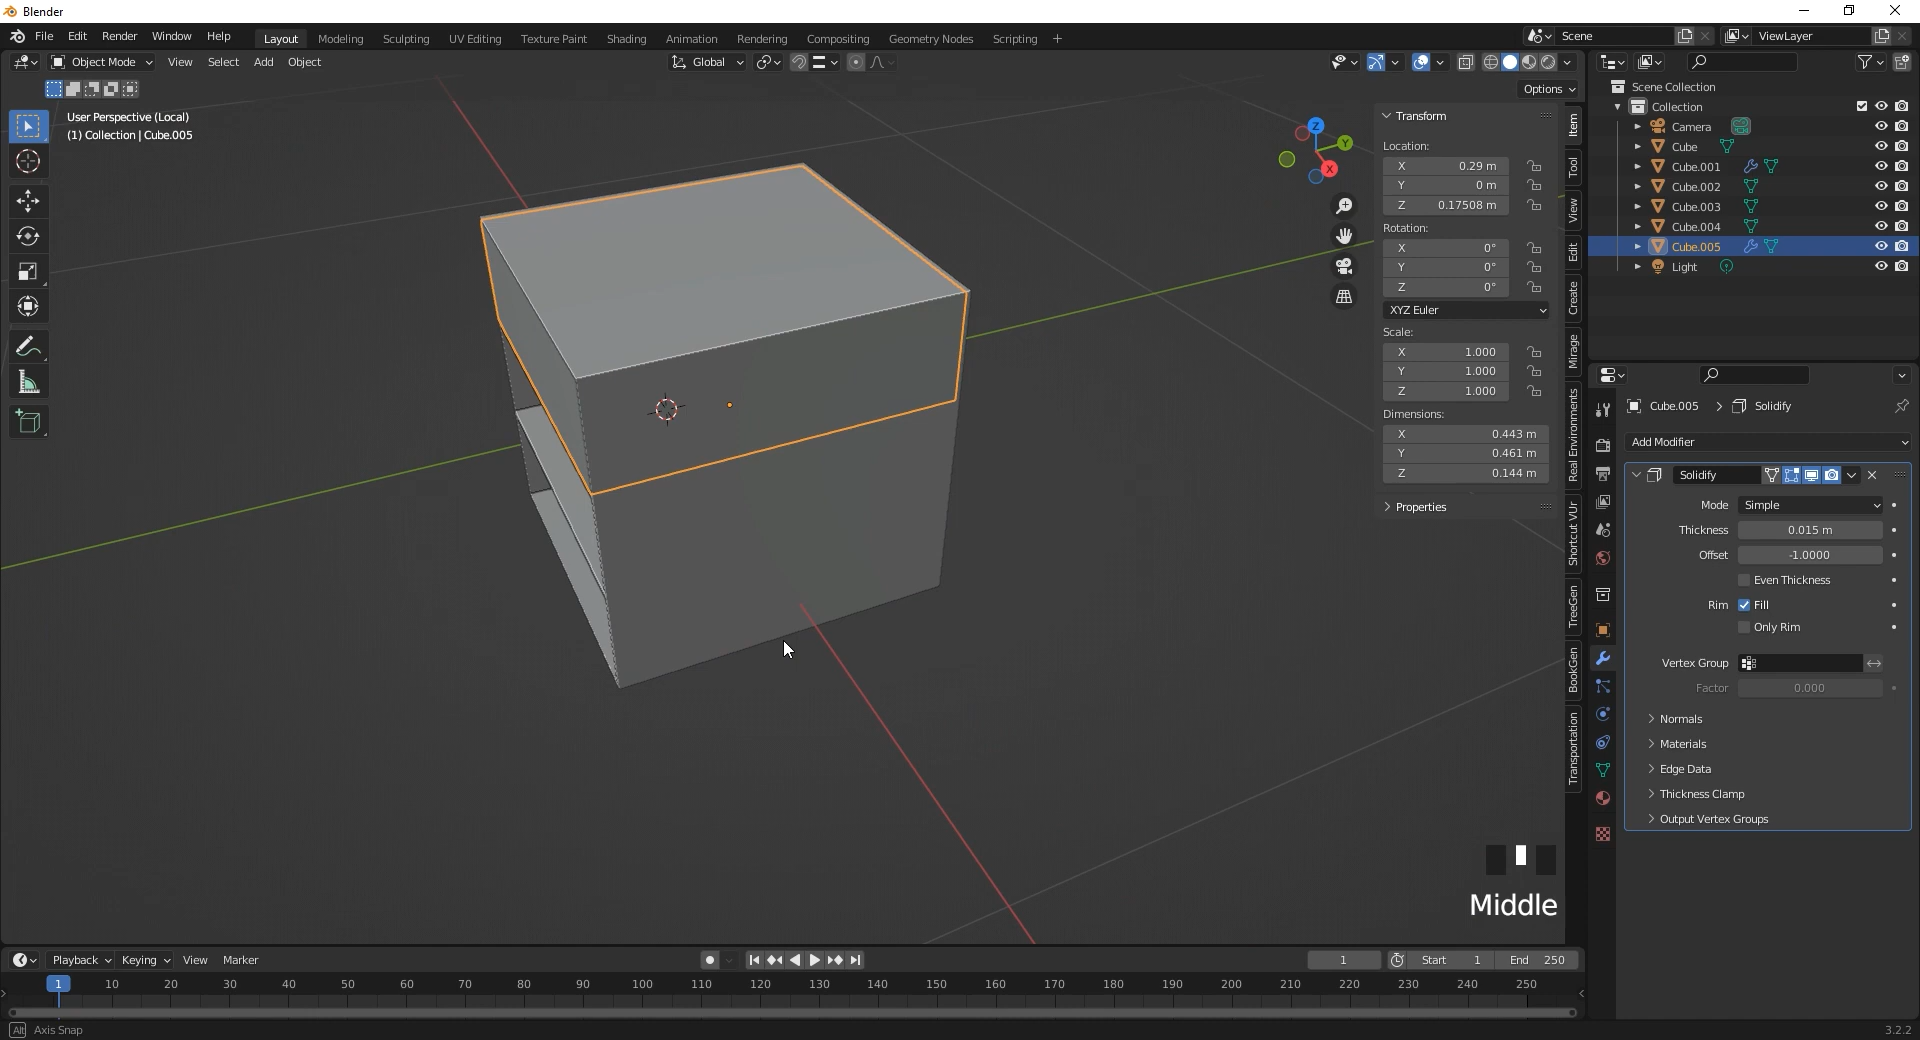 Blender
File Edit Render Window Help Layout Modeling Sculpting UV Editing Texture Paint Shading Animation Rendering Compositing Geometry Nodes Scripting + Scene ViewLayer
Object Mode View Select Add Object Global
Options
User Perspective (Local)
(1) Collection | Cube.005
Z
Y
X
Transform
Location:
X 0.29 m
Y 0 m
Z 0.17508 m
Rotation:
X 0°
Y 0°
Z 0°
XYZ Euler
Scale:
X 1.000
Y 1.000
Z 1.000
Dimensions:
X 0.443 m
Y 0.461 m
Z 0.144 m
Properties
Item
Tool
View
Edit
Create
Mirage
Real Environments
Shortcut VUr
TreeGen
BookGen
Transportation
Scene Collection
Collection
Camera
Cube
Cube.001
Cube.002
Cube.003
Cube.004
Cube.005
Light
Cube.005 > Solidify
Add Modifier
Solidify
Mode Simple
Thickness 0.015 m
Offset -1.0000
Even Thickness
Rim Fill
Only Rim
Vertex Group
Factor 0.000
Normals
Materials
Edge Data
Thickness Clamp
Output Vertex Groups
Middle
Playback Keying View Marker 1 Start 1 End 250
1 10 20 30 40 50 60 70 80 90 100 110 120 130 140 150 160 170 180 190 200 210 220 230 240 250
Alt Axis Snap 3.2.2